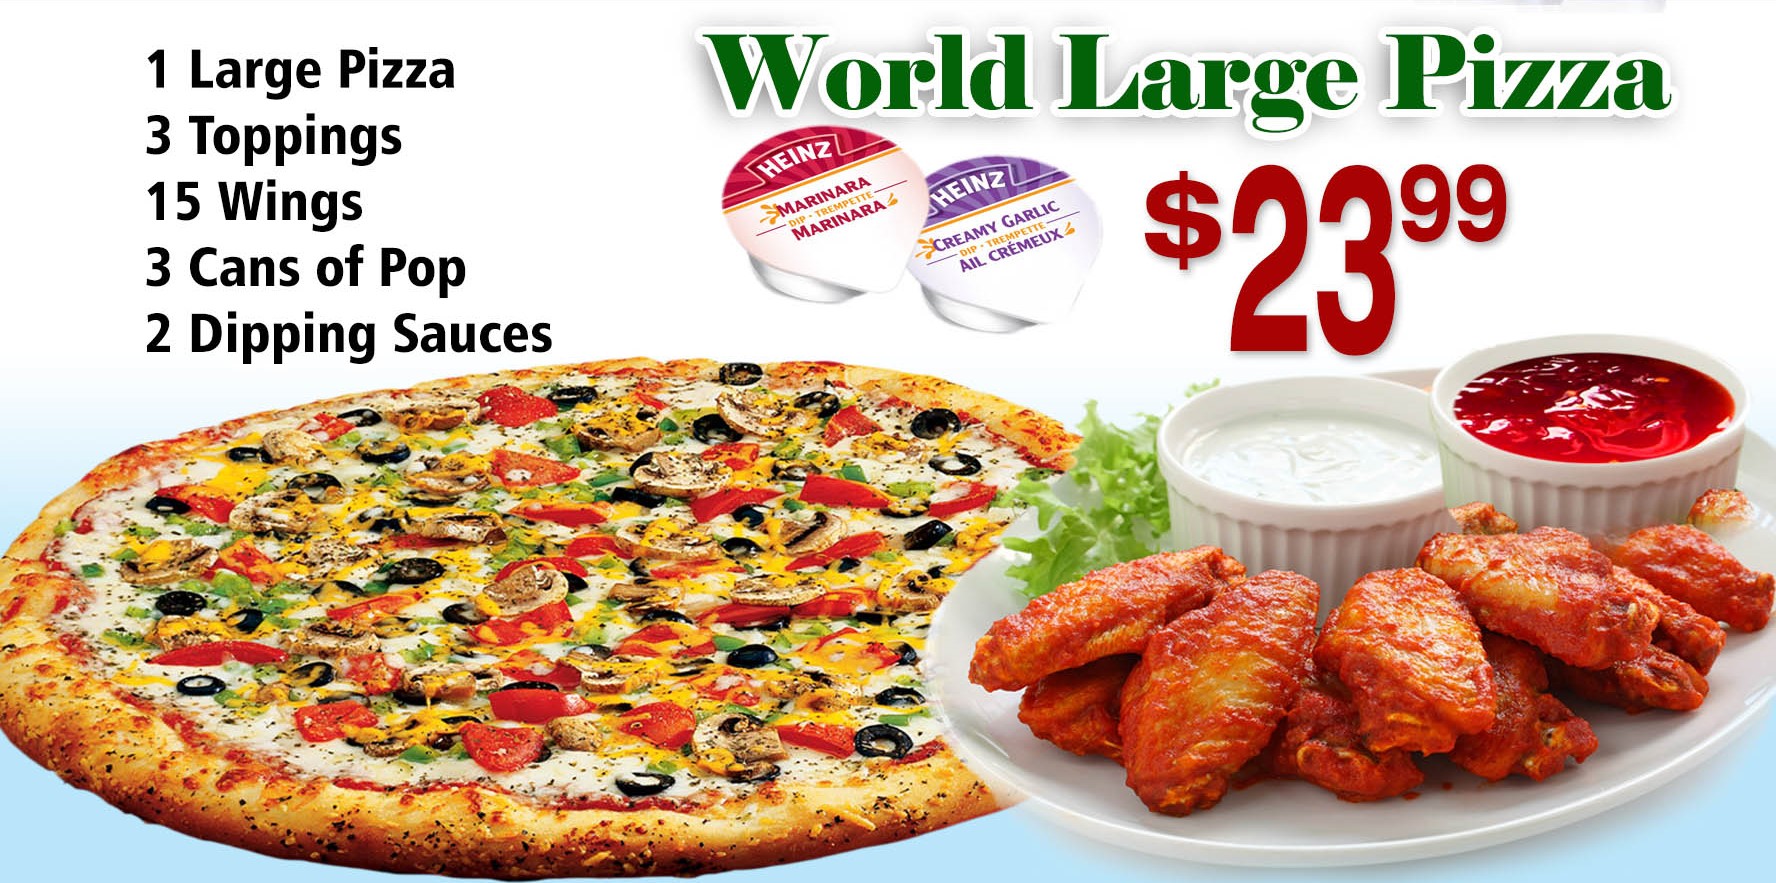 1 Large Pizza
3 Toppings
15 Wings
3 Cans of Pop
2 Dipping Sauces
World Large Pizza
$23.99
HEINZ
MARINARA
DIP · TREMPETTE
MARINARA
HEINZ
CREAMY GARLIC
DIP · TREMPETTE
AIL CRÉMEUX